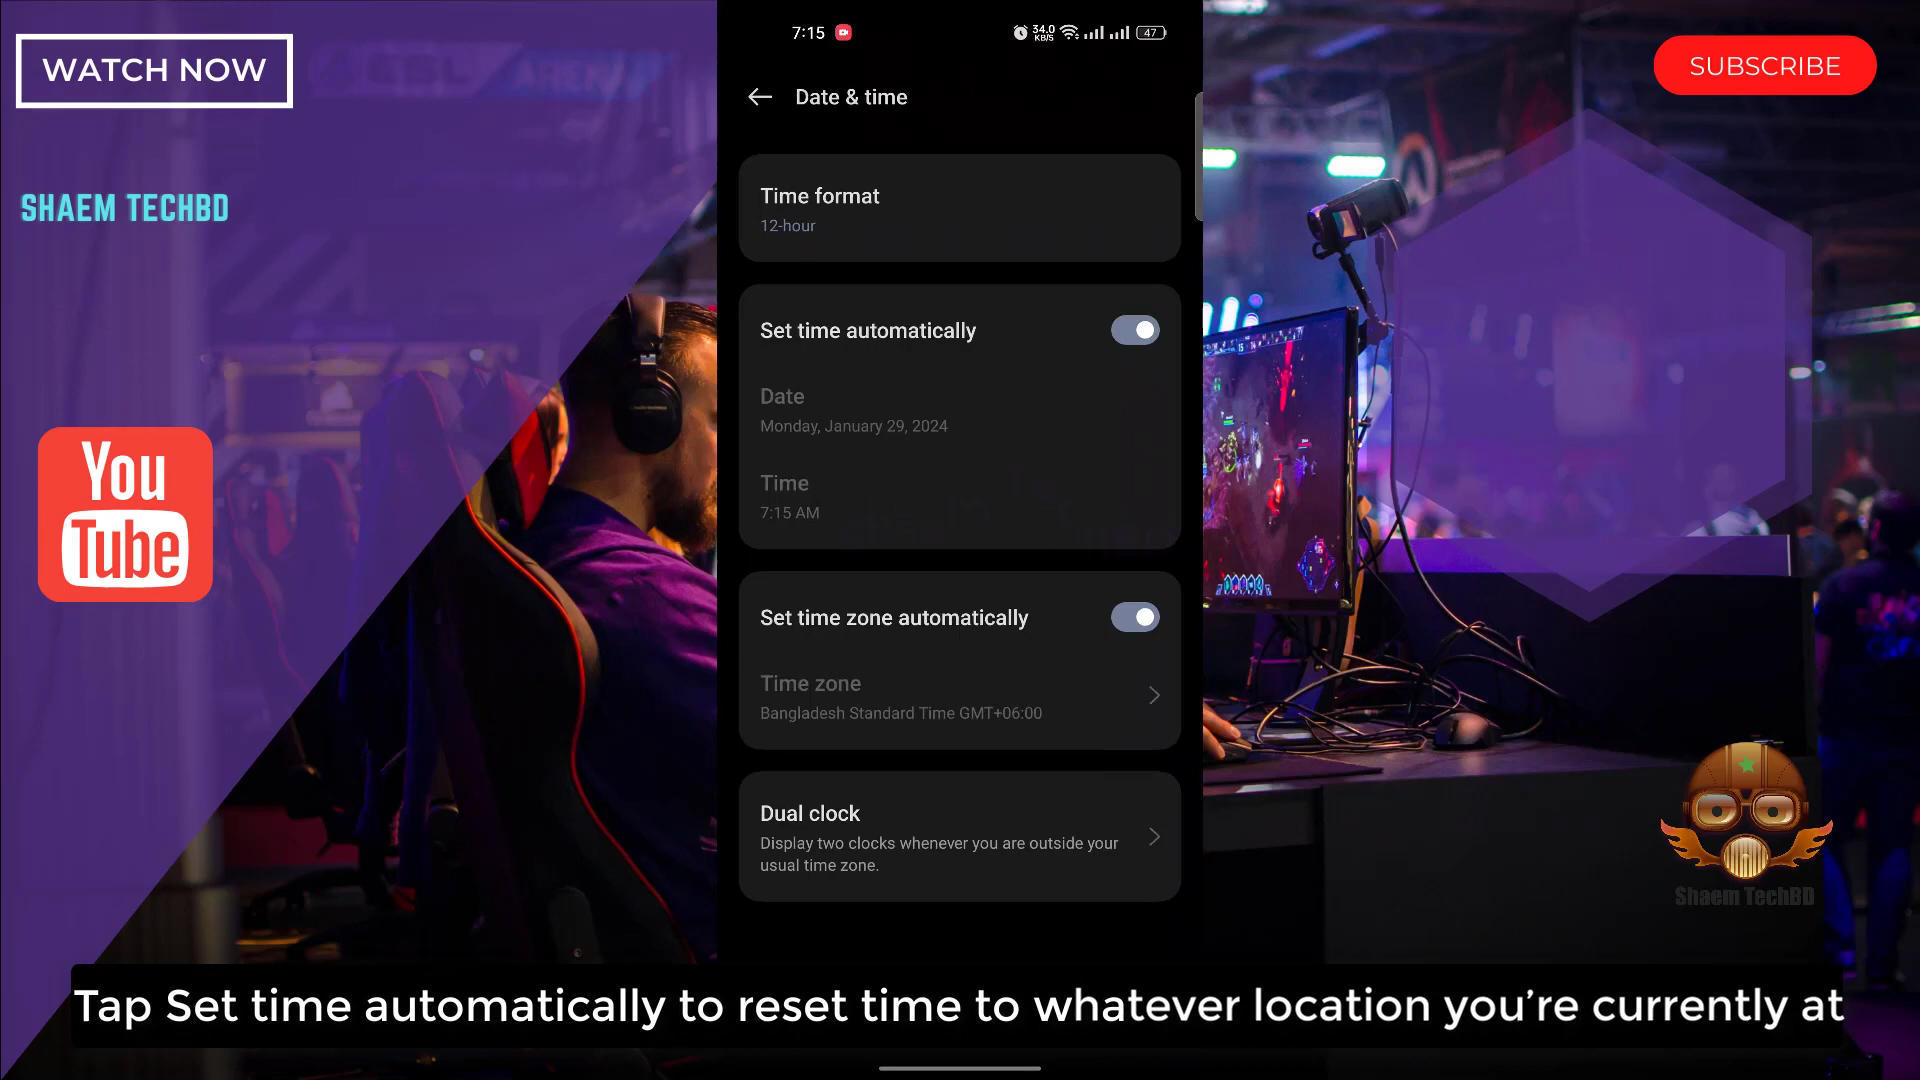 WATCH NOW
SHAEM TECHBD
You
Tube
7:15
34.0
KB/S
47
Date & time
Time format
12-hour
Set time automatically
Date
Monday, January 29, 2024
Time
7:15 AM
Set time zone automatically
Time zone
Bangladesh Standard Time GMT+06:00
Dual clock
Display two clocks whenever you are outside your
usual time zone.
SUBSCRIBE
Shaem TechBD
Tap Set time automatically to reset time to whatever location you’re currently at